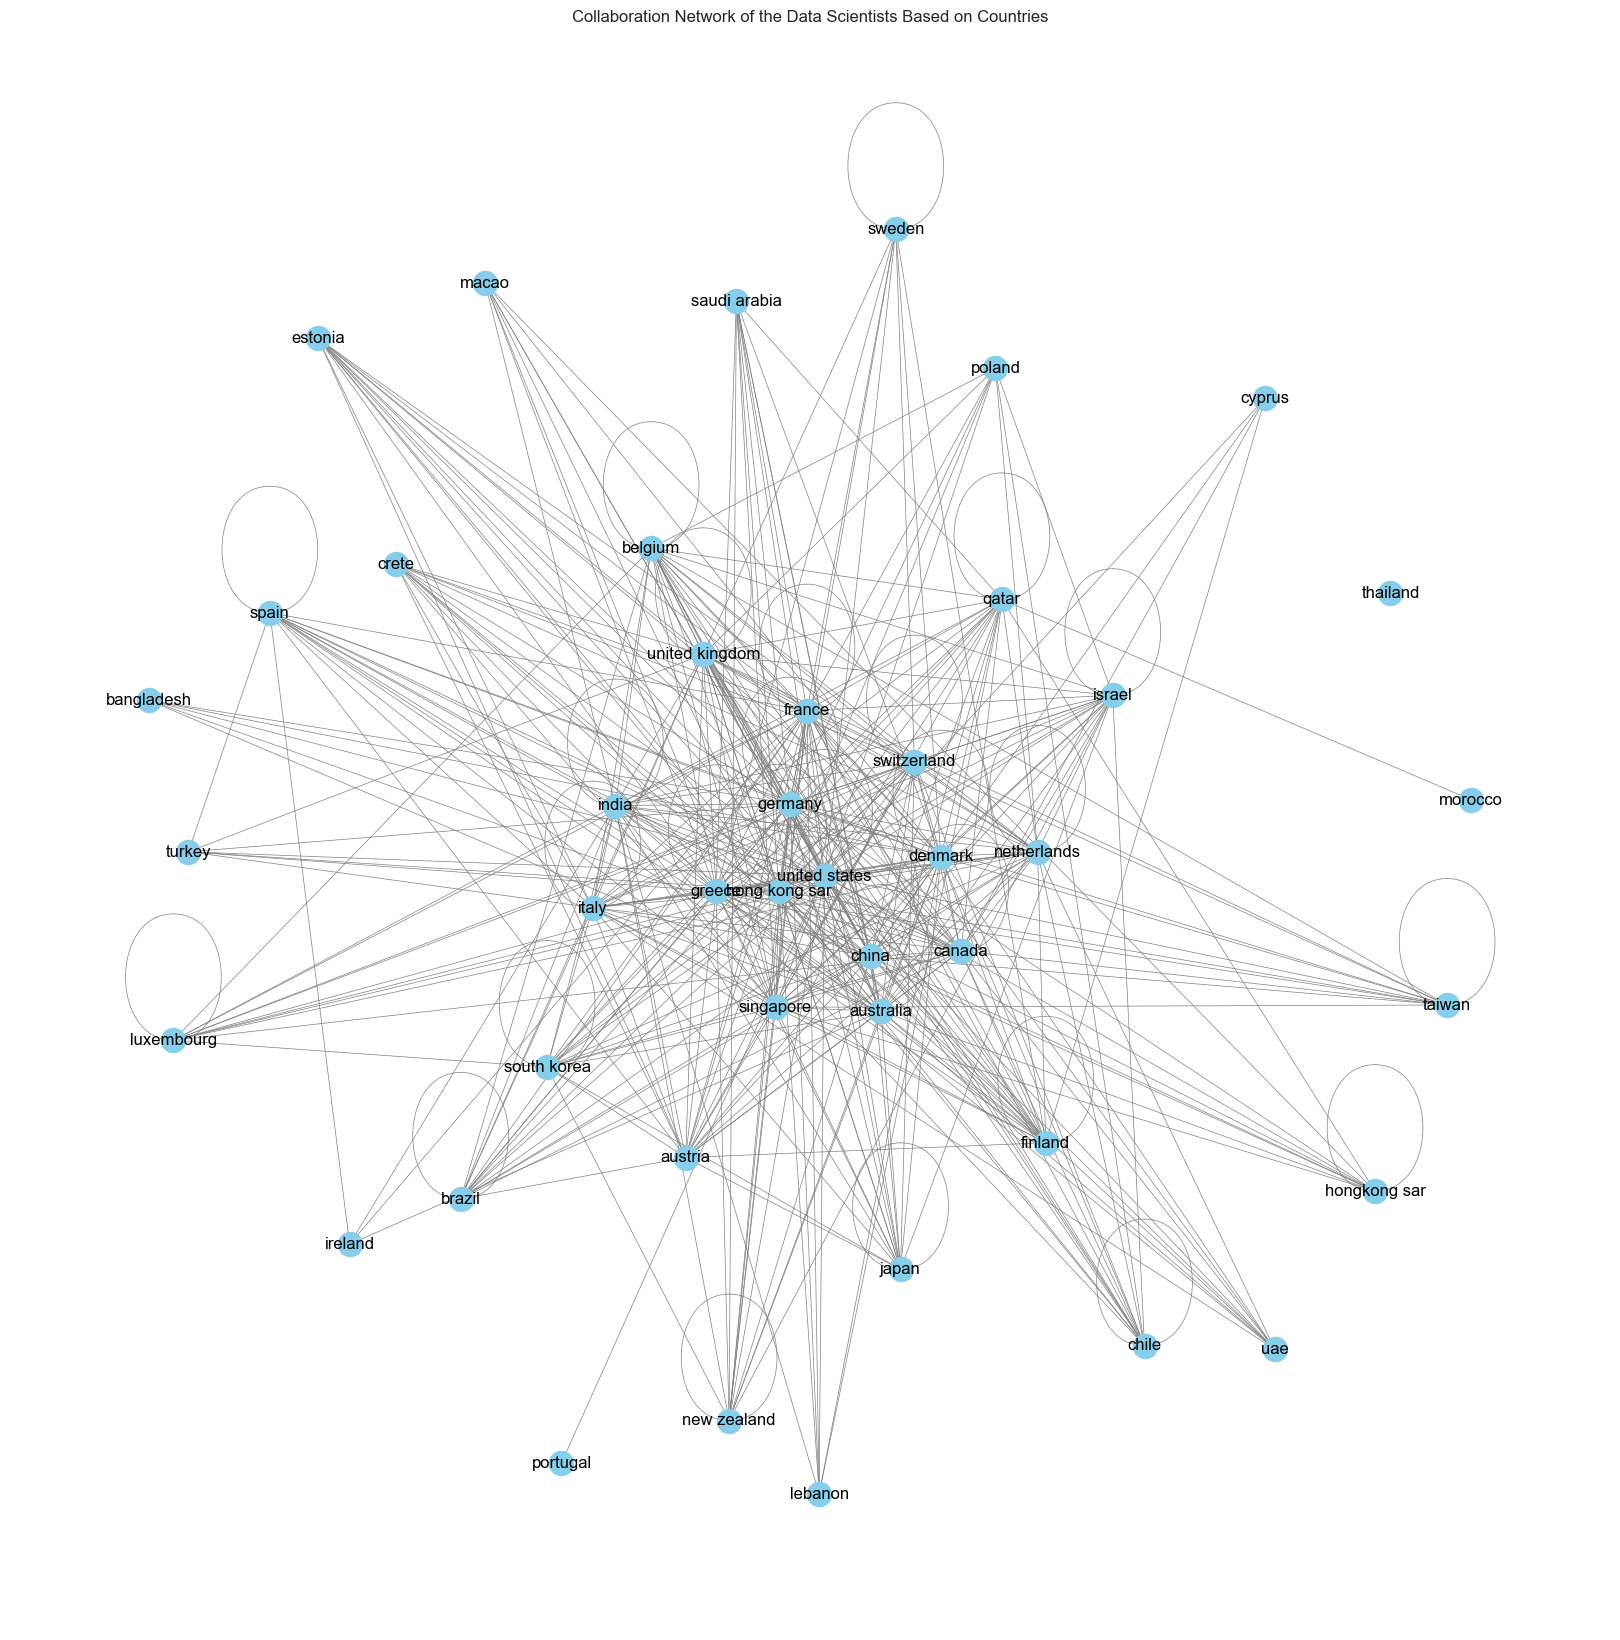 Collaboration Network of the Data Scientists Based on Countries
sweden
macao
saudi arabia
estonia
poland
cyprus
belgium
crete
thailand
qatar
spain
united kingdom
israel
bangladesh
france
switzerland
morocco
germany
india
turkey
netherlands
denmark
united states
greece
hong kong sar
italy
canada
china
taiwan
singapore
australia
luxembourg
south korea
finland
austria
hongkong sar
brazil
ireland
japan
chile
uae
new zealand
portugal
lebanon